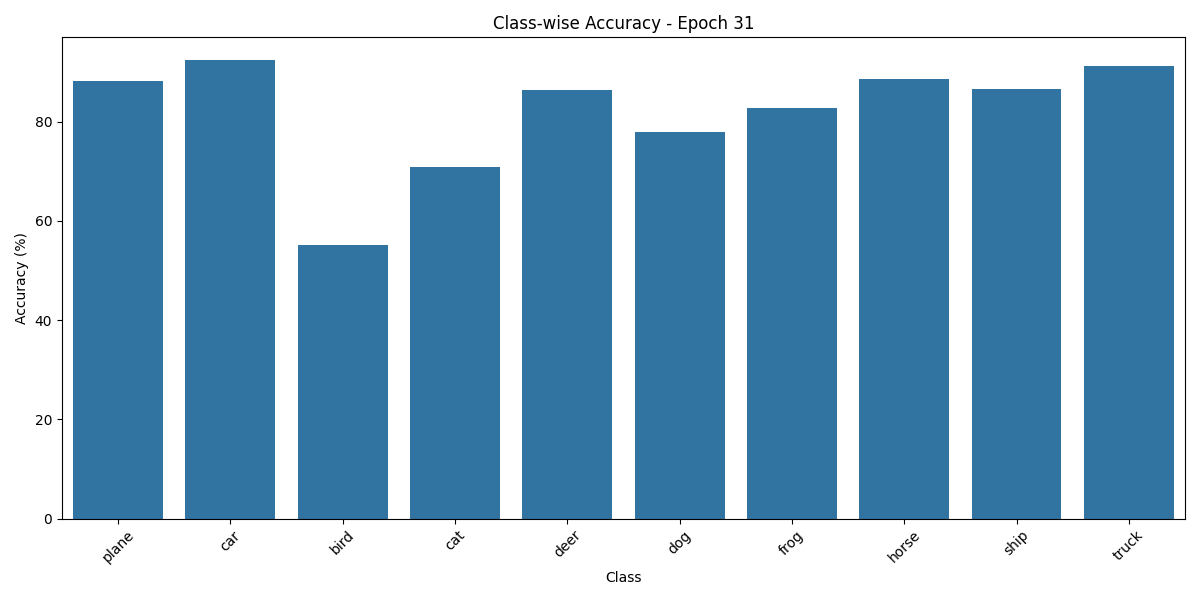 Class-wise Accuracy - Epoch 31
Accuracy (%)
80
60
40
20
0
plane
car
bird
cat
deer
dog
frog
horse
ship
truck
Class